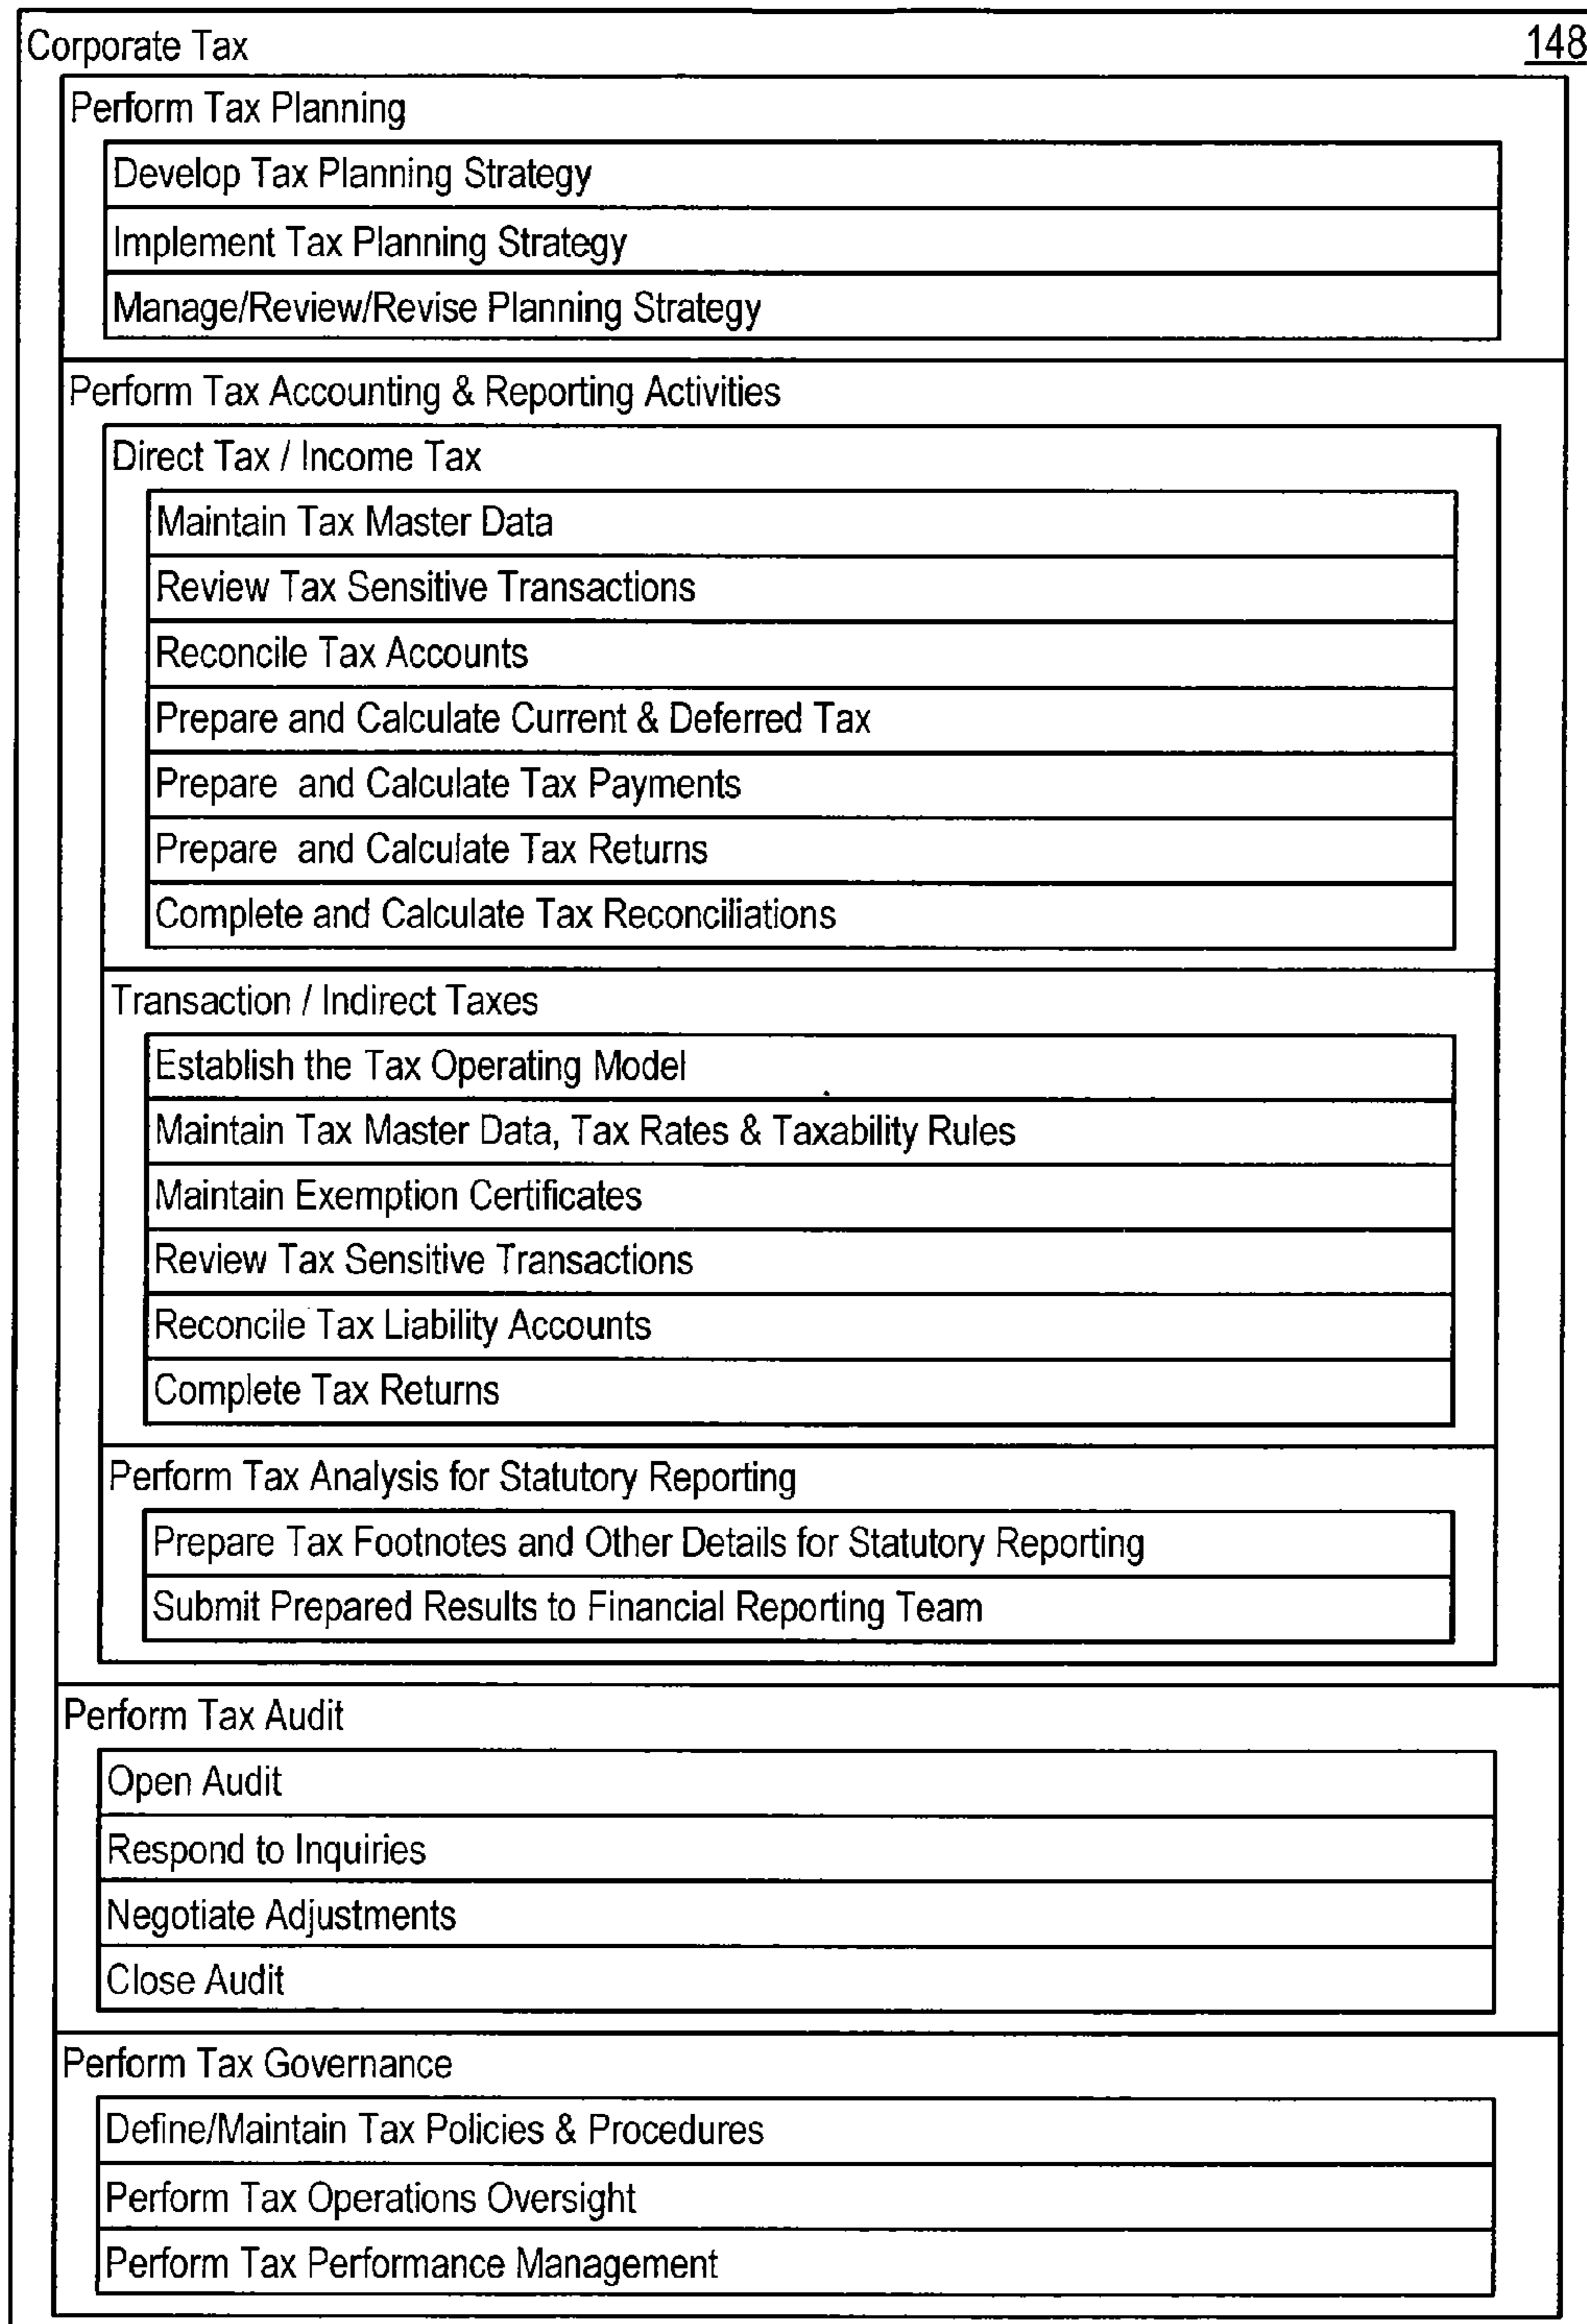 Corporate Tax 148
Perform Tax Planning
Develop Tax Planning Strategy
Implement Tax Planning Strategy
Manage/Review/Revise Planning Strategy
Perform Tax Accounting & Reporting Activities
Direct Tax / Income Tax
Maintain Tax Master Data
Review Tax Sensitive Transactions
Reconcile Tax Accounts
Prepare and Calculate Current & Deferred Tax
Prepare and Calculate Tax Payments
Prepare and Calculate Tax Returns
Complete and Calculate Tax Reconciliations
Transaction / Indirect Taxes
Establish the Tax Operating Model
Maintain Tax Master Data, Tax Rates & Taxability Rules
Maintain Exemption Certificates
Review Tax Sensitive Transactions
Reconcile Tax Liability Accounts
Complete Tax Returns
Perform Tax Analysis for Statutory Reporting
Prepare Tax Footnotes and Other Details for Statutory Reporting
Submit Prepared Results to Financial Reporting Team
Perform Tax Audit
Open Audit
Respond to Inquiries
Negotiate Adjustments
Close Audit
Perform Tax Governance
Define/Maintain Tax Policies & Procedures
Perform Tax Operations Oversight
Perform Tax Performance Management